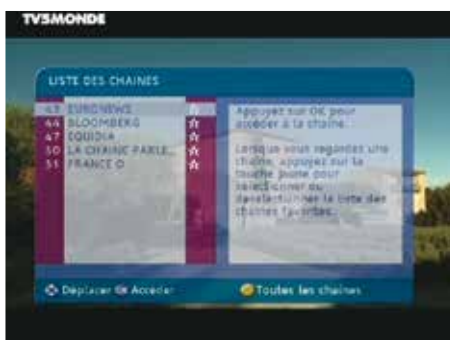 TV5MONDE
LISTE DES CHAINES
43 EURONEWS
44 BLOOMBERG
47 EQUIDIA
50 LA CHAINE PARLE...
51 FRANCE O
Appuyez sur OK pour
accéder à la chaîne.
Lorsque vous regardez une
chaîne, appuyez sur la
touche jaune pour
sélectionner ou
désélectionner la liste des
chaînes favorites.
Déplacer OK Accéder
Toutes les chaînes